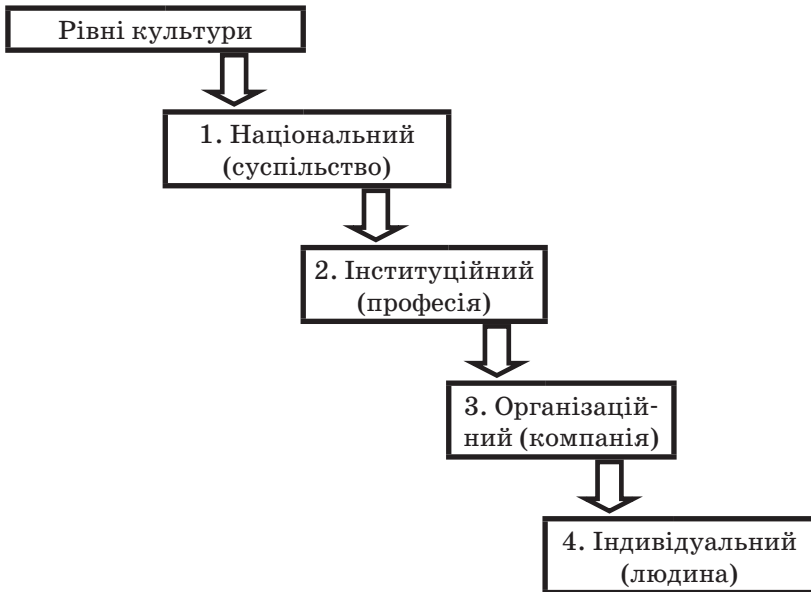 Рівні культури
1. Національний
(суспільство)
2. Інституційний
(професія)
3. Організацій-
ний (компанія)
4. Індивідуальний
(людина)